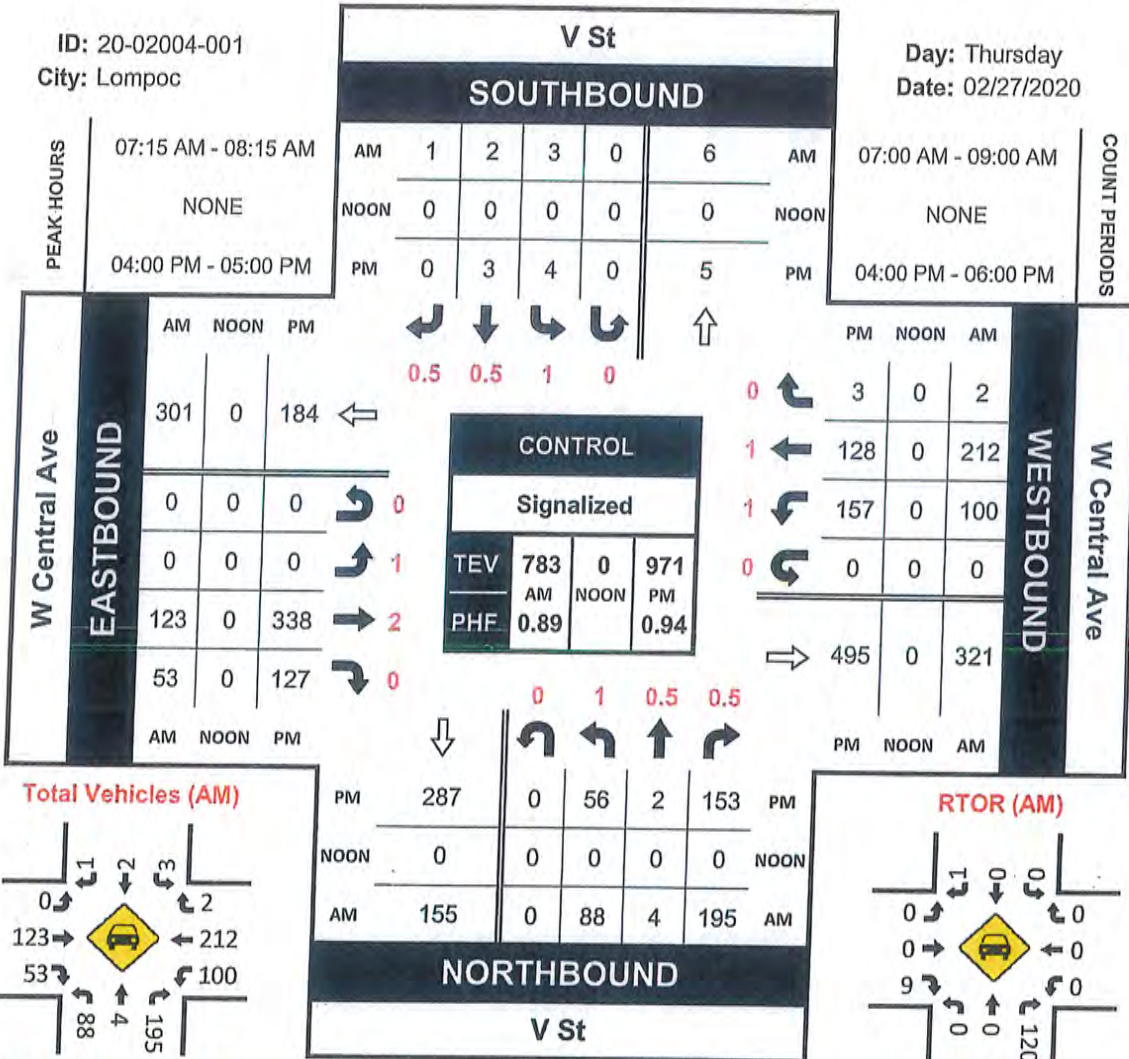 ID: 20-02004-001
City: Lompoc
V St
SOUTHBOUND
Day: Thursday
Date: 02/27/2020
PEAK HOURS
07:15 AM - 08:15 AM
NONE
04:00 PM - 05:00 PM
AM 1 2 3 0 6 AM
NOON 0 0 0 0 0 NOON
PM 0 3 4 0 5 PM
0.5 0.5 1 0
07:00 AM - 09:00 AM
NONE
04:00 PM - 06:00 PM
COUNT PERIODS
W Central Ave
EASTBOUND
AM NOON PM
301 0 184
0 0 0 0
0 0 0 1
123 0 338 2
53 0 127 0
AM NOON PM
CONTROL
Signalized
TEV 783 0 971
AM NOON PM
PHF 0.89 0.94
PM NOON AM
0 3 0 2
1 128 0 212
1 157 0 100
0 0 0 0
495 0 321
PM NOON AM
WESTBOUND
W Central Ave
0 1 0.5 0.5
PM 287 0 56 2 153 PM
NOON 0 0 0 0 0 NOON
AM 155 0 88 4 195 AM
NORTHBOUND
V St
Total Vehicles (AM)
1 2 3
0 2
123 212
53 100
88 4 195
RTOR (AM)
1 0 0
0 0
0 0
9 0
0 0 120